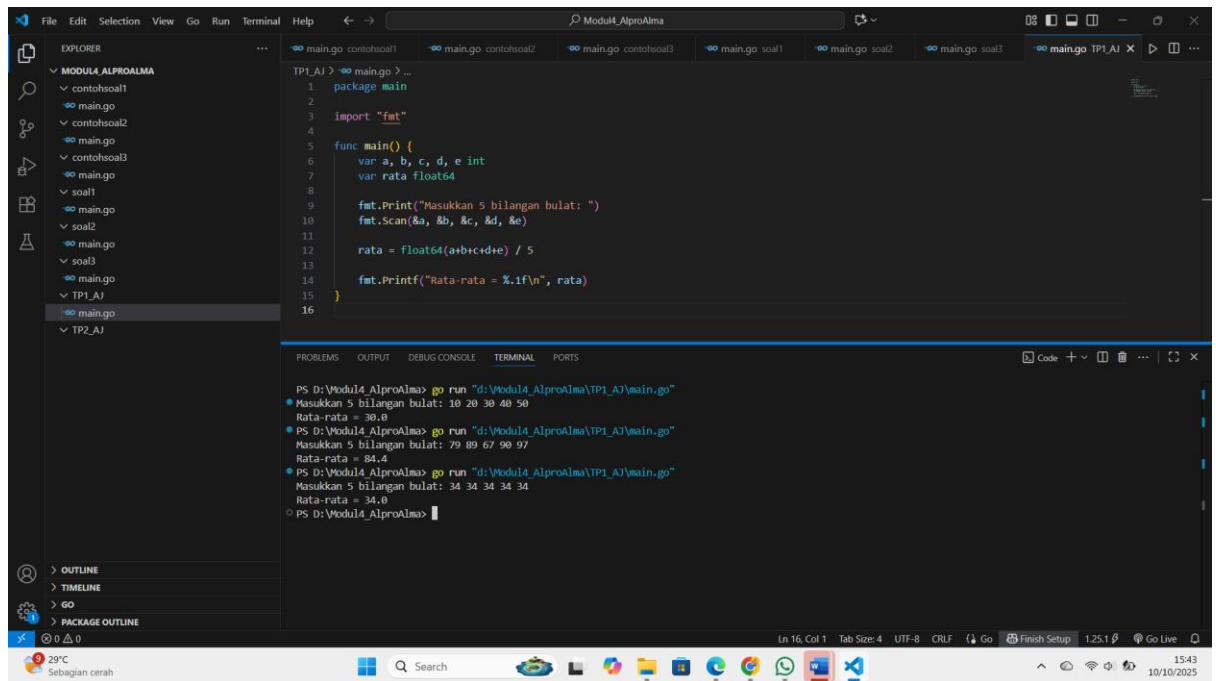 File Edit Selection View Go Run Terminal Help
Modul4_AlproAlma
EXPLORER
main.go contohsoal1
main.go contohsoal2
main.go contohsoal3
main.go soal1
main.go soal2
main.go soal3
main.go TP1_AJ
MODUL4_ALPROALMA
contohsoal1
main.go
contohsoal2
main.go
contohsoal3
main.go
soal1
main.go
soal2
main.go
soal3
main.go
TP1_AJ
main.go
TP2_AJ
TP1_AJ > main.go > ...
1 package main
2
3 import "fmt"
4
5 func main() {
6 var a, b, c, d, e int
7 var rata float64
8
9 fmt.Print("Masukkan 5 bilangan bulat: ")
10 fmt.Scan(&a, &b, &c, &d, &e)
11
12 rata = float64(a+b+c+d+e) / 5
13
14 fmt.Printf("Rata-rata = %.1f\n", rata)
15 }
16
PROBLEMS OUTPUT DEBUG CONSOLE TERMINAL PORTS
Code
PS D:\Modul4_AlproAlma> go run "d:\Modul4_AlproAlma\TP1_AJ\main.go"
Masukkan 5 bilangan bulat: 10 20 30 40 50
Rata-rata = 30.0
PS D:\Modul4_AlproAlma> go run "d:\Modul4_AlproAlma\TP1_AJ\main.go"
Masukkan 5 bilangan bulat: 79 89 67 90 97
Rata-rata = 84.4
PS D:\Modul4_AlproAlma> go run "d:\Modul4_AlproAlma\TP1_AJ\main.go"
Masukkan 5 bilangan bulat: 34 34 34 34 34
Rata-rata = 34.0
PS D:\Modul4_AlproAlma>
OUTLINE
TIMELINE
GO
PACKAGE OUTLINE
1
0 0
Ln 16, Col 1 Tab Size: 4 UTF-8 CRLF Go Finish Setup 1.25.1 Go Live
9
29°C
Sebagian cerah
Search
15:43
10/10/2025